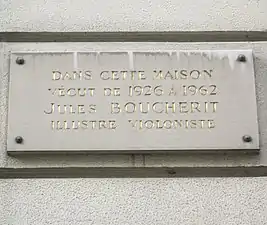 DANS CETTE MAISON
VÉCUT DE 1926 À 1962
JULES BOUCHERIT
ILLUSTRE VIOLONISTE